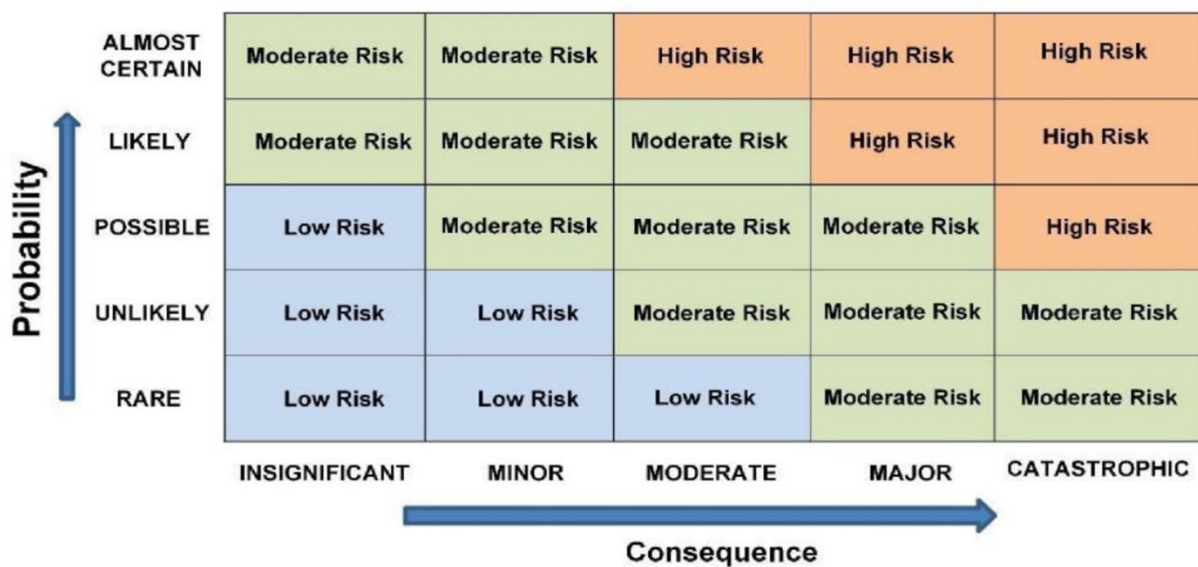 ALMOST
CERTAIN
Moderate Risk
Moderate Risk
High Risk
High Risk
High Risk
LIKELY
Moderate Risk
Moderate Risk
Moderate Risk
High Risk
High Risk
Probability
POSSIBLE
Low Risk
Moderate Risk
Moderate Risk
Moderate Risk
High Risk
UNLIKELY
Low Risk
Low Risk
Moderate Risk
Moderate Risk
Moderate Risk
RARE
Low Risk
Low Risk
Low Risk
Moderate Risk
Moderate Risk
INSIGNIFICANT
MINOR
MODERATE
MAJOR
CATASTROPHIC
Consequence